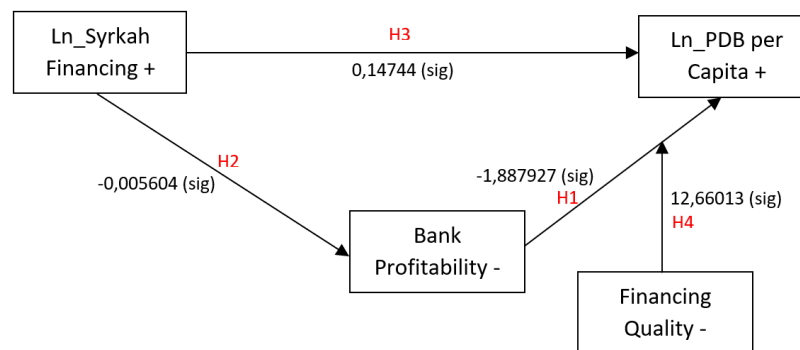 Ln_Syrkah
Financing +
H3
0,14744 (sig)
Ln_PDB per
Capita +
H2
-0,005604 (sig)
-1,887927 (sig)
H1
12,66013 (sig)
H4
Bank
Profitability -
Financing
Quality -